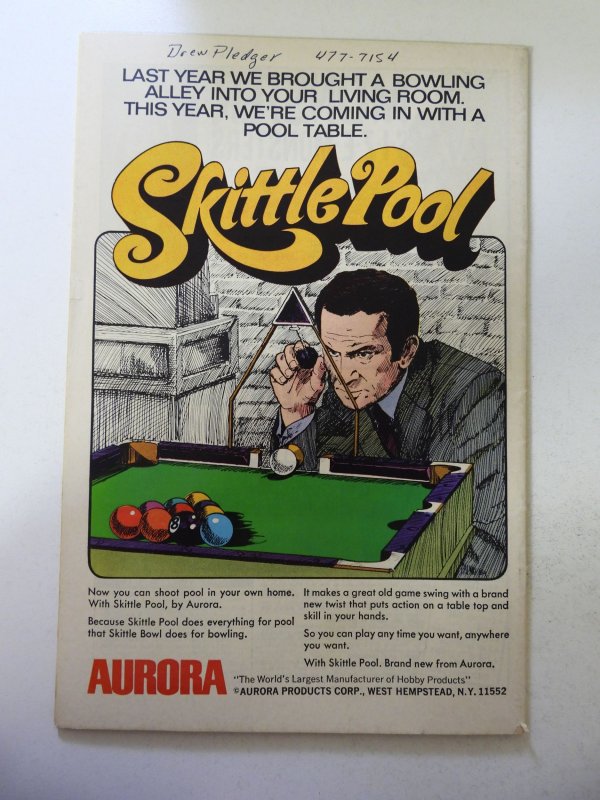 Drew Pledger 477-7154
LAST YEAR WE BROUGHT A BOWLING
ALLEY INTO YOUR LIVING ROOM.
THIS YEAR, WE'RE COMING IN WITH A
POOL TABLE.
Skittle Pool
Now you can shoot pool in your own home.
With Skittle Pool, by Aurora.
Because Skittle Pool does everything for pool
that Skittle Bowl does for bowling.
It makes a great old game swing with a brand
new twist that puts action on a table top and
skill in your hands.
So you can play any time you want, anywhere
you want.
With Skittle Pool. Brand new from Aurora.
AURORA
"The World's Largest Manufacturer of Hobby Products"
©AURORA PRODUCTS CORP., WEST HEMPSTEAD, N.Y. 11552